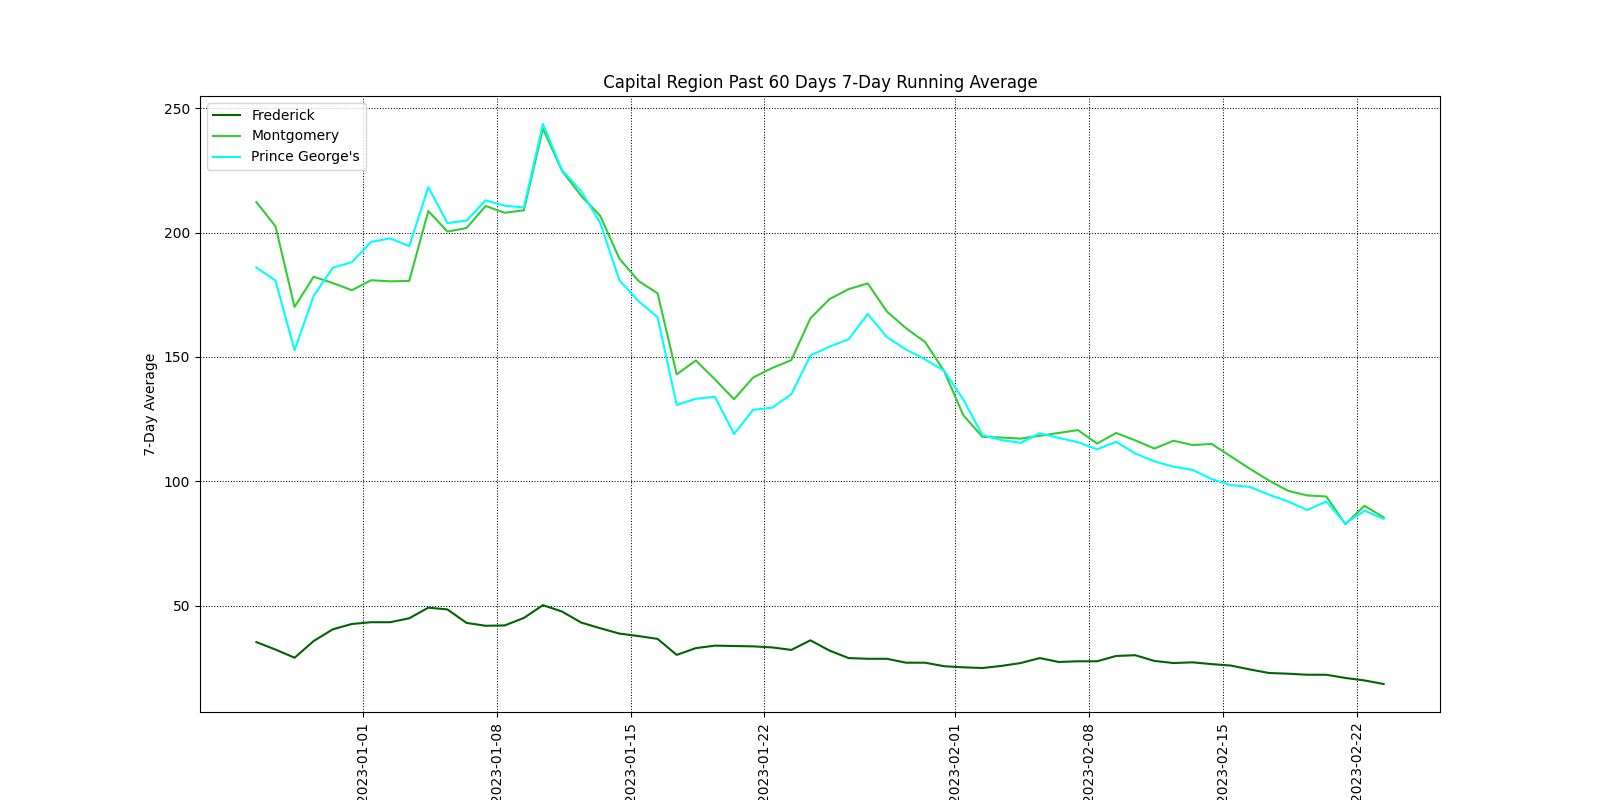 Capital Region Past 60 Days 7-Day Running Average
Frederick
Montgomery
Prince George's
7-Day Average
250
200
150
100
50
2023-01-01
2023-01-08
2023-01-15
2023-01-22
2023-02-01
2023-02-08
2023-02-15
2023-02-22